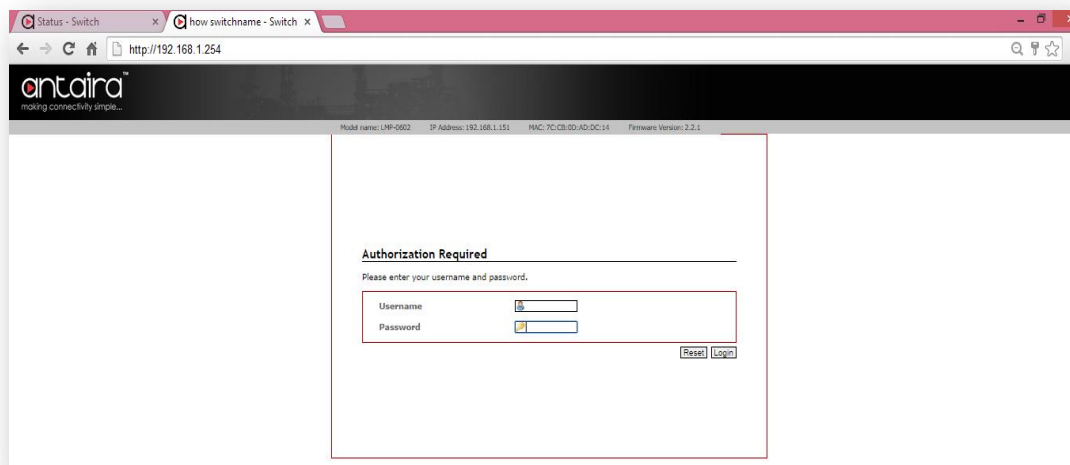 Status - Switch × how switchname - Switch ×
http://192.168.1.254
antaira™
making connectivity simple...
Model name: LMP-0602 IP Address: 192.168.1.151 MAC: 7C:CB:0D:AD:DC:14 Firmware Version: 2.2.1
Authorization Required
Please enter your username and password.
Username
Password
Reset Login